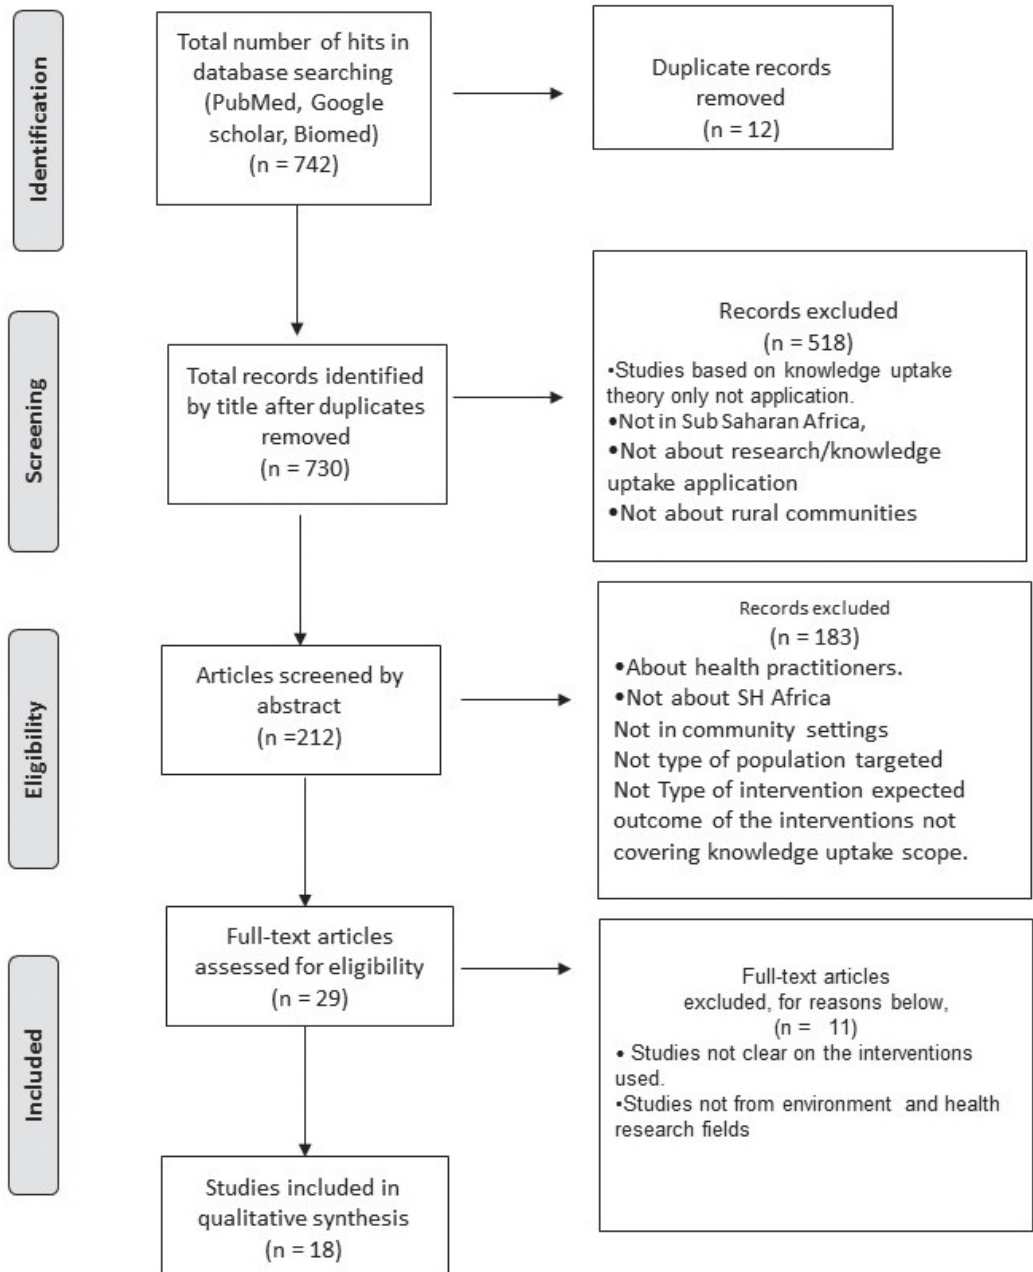 Identification
Total number of hits in
database searching
(PubMed, Google
scholar, Biomed)
(n = 742)
Duplicate records
removed
(n = 12)
Screening
Total records identified
by title after duplicates
removed
(n = 730)
Records excluded
(n = 518)
•Studies based on knowledge uptake
theory only not application.
•Not in Sub Saharan Africa,
•Not about research/knowledge
uptake application
•Not about rural communities
Eligibility
Articles screened by
abstract
(n =212)
Records excluded
(n = 183)
•About health practitioners.
•Not about SH Africa
Not in community settings
Not type of population targeted
Not Type of intervention expected
outcome of the interventions not
covering knowledge uptake scope.
Included
Full-text articles
assessed for eligibility
(n = 29)
Full-text articles
excluded, for reasons below,
(n = 11)
• Studies not clear on the interventions
used.
•Studies not from environment and health
research fields
Studies included in
qualitative synthesis
(n = 18)